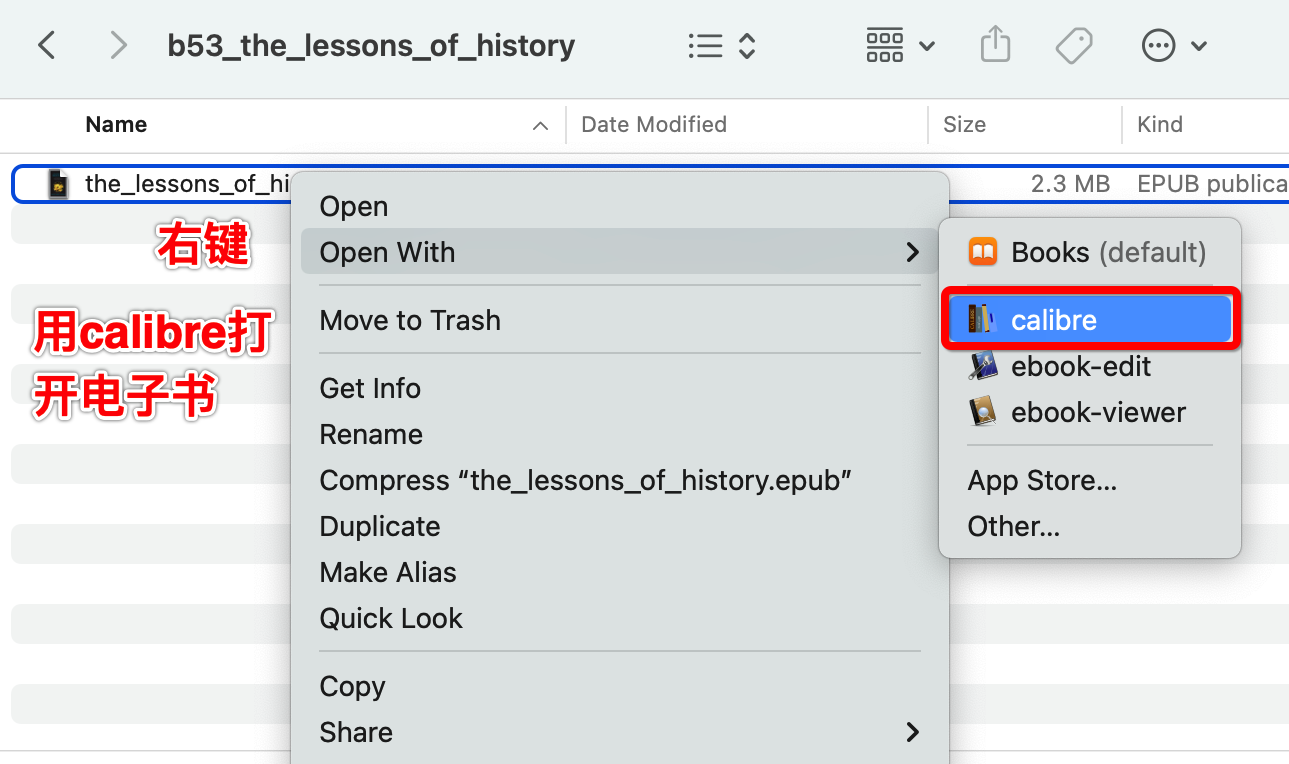 b53_the_lessons_of_history
Name
Date Modified
Size
Kind
the_lessons_of_hi
2.3 MB
EPUB publica
右键
用calibre打
开电子书
Open
Open With
Move to Trash
Get Info
Rename
Compress “the_lessons_of_history.epub”
Duplicate
Make Alias
Quick Look
Copy
Share
Books (default)
calibre
ebook-edit
ebook-viewer
App Store...
Other...